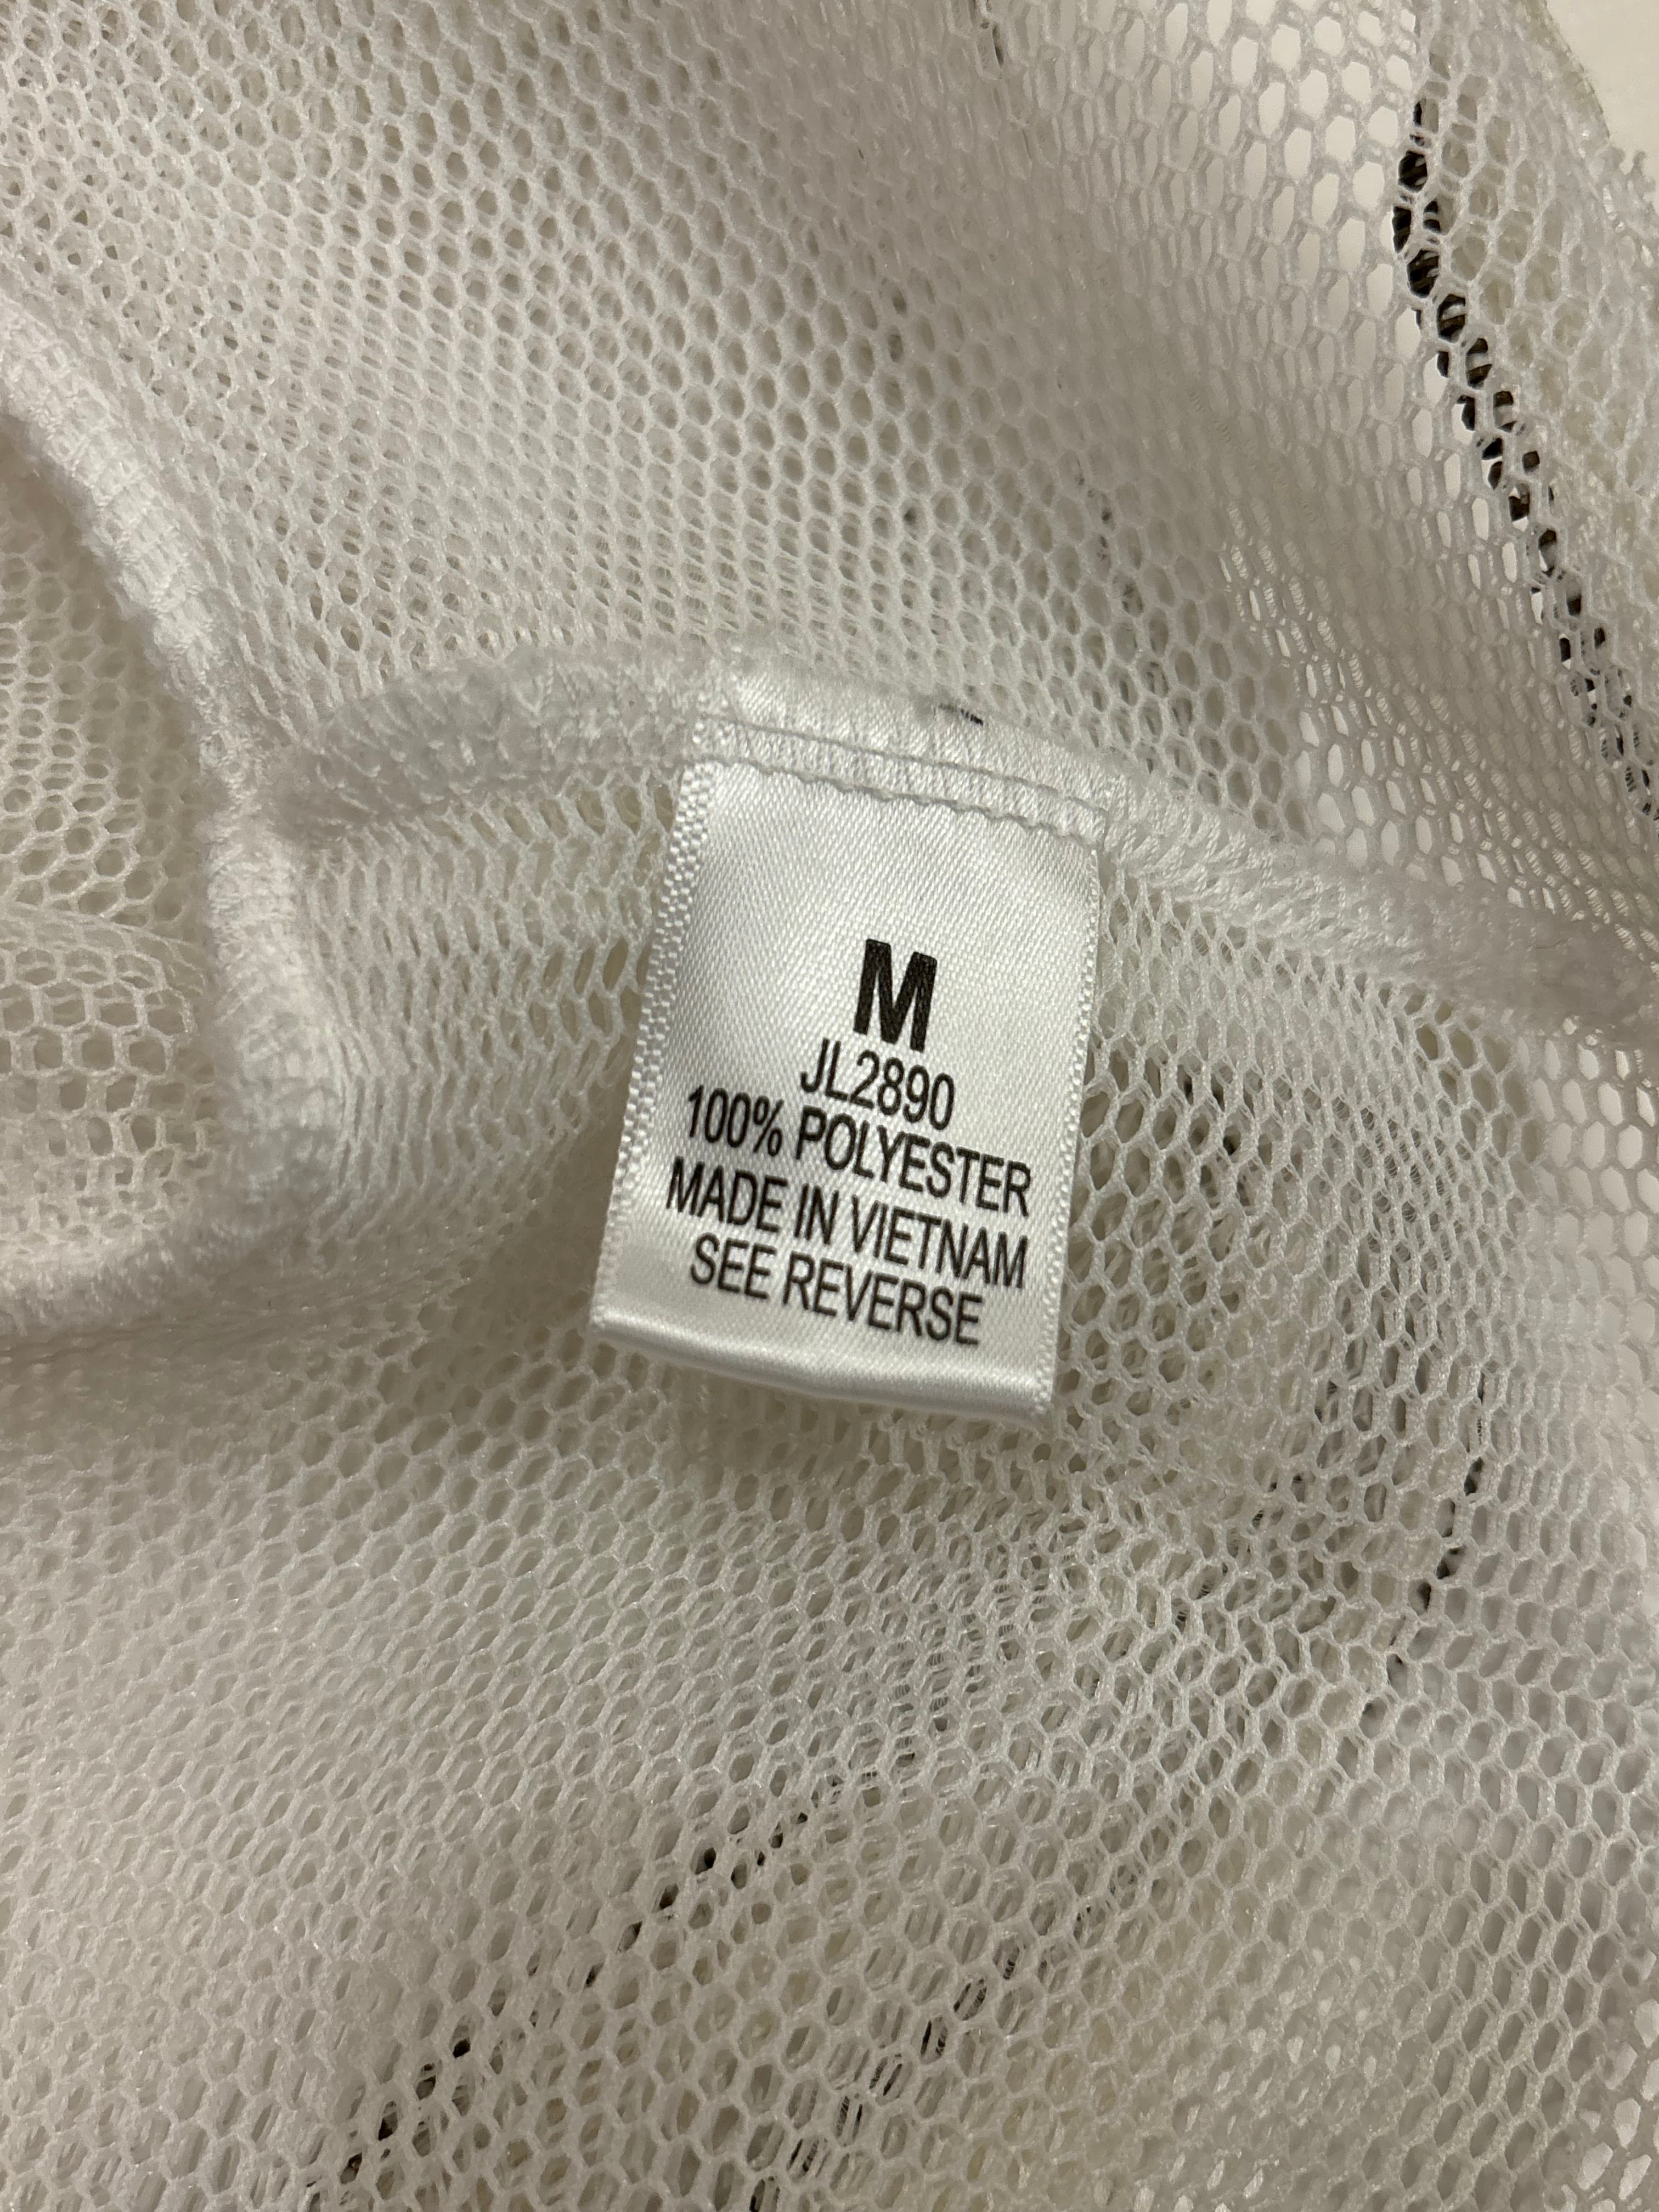 M
JL2890
100% POLYESTER
MADE IN VIETNAM
SEE REVERSE